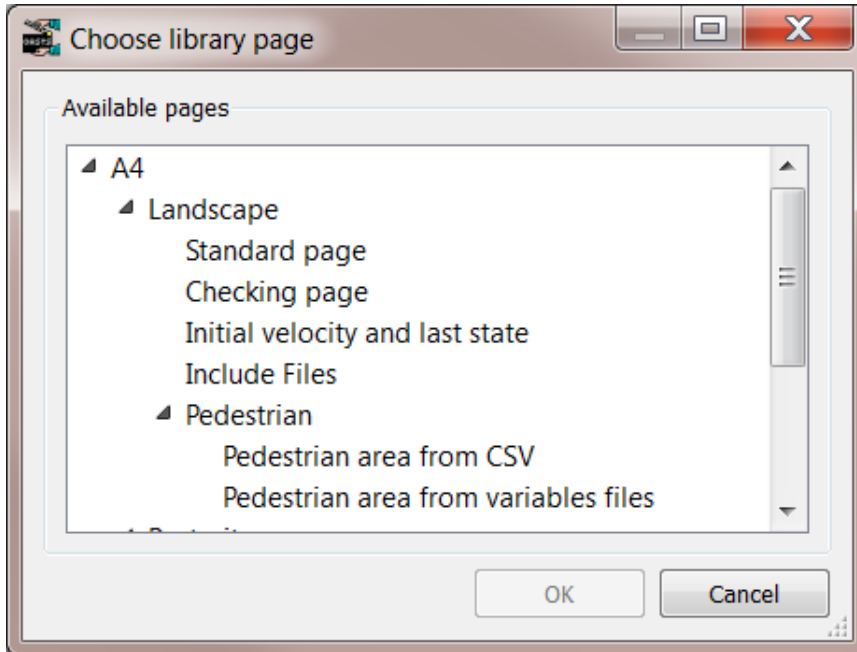 Choose library page
Available pages
A4
Landscape
Standard page
Checking page
Initial velocity and last state
Include Files
Pedestrian
Pedestrian area from CSV
Pedestrian area from variables files
OK
Cancel